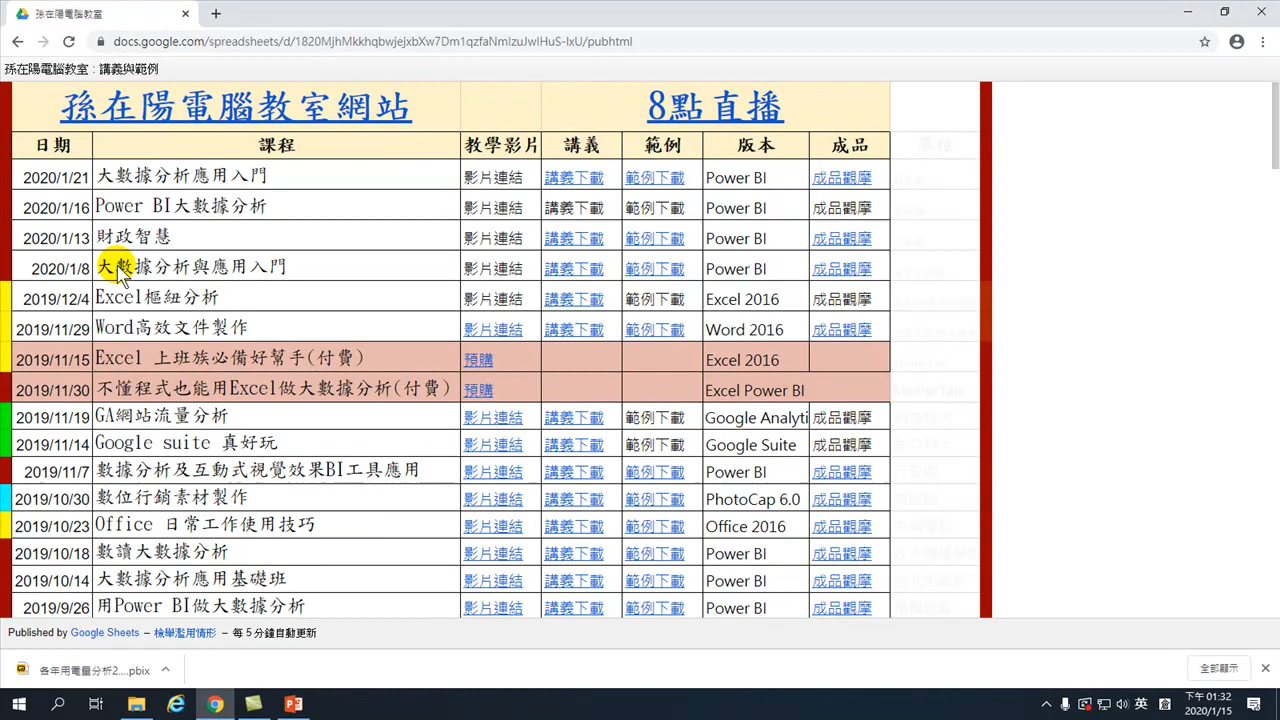 孫在陽電腦教室
docs.google.com/spreadsheets/d/1820MjhMkkhqbwjejxbXw7Dm1qzfaNmlzuJwlHuS-IxU/pubhtml
孫在陽電腦教室 : 講義與範例
孫在陽電腦教室網站 8點直播
日期 課程 教學影片 講義 範例 版本 成品 單位
2020/1/21 大數據分析應用入門 影片連結 講義下載 範例下載 Power BI 成品觀摩
2020/1/16 Power BI大數據分析 影片連結 講義下載 範例下載 Power BI 成品觀摩
2020/1/13 財政智慧 影片連結 講義下載 範例下載 Power BI 成品觀摩
2020/1/8 大數據分析與應用入門 影片連結 講義下載 範例下載 Power BI 成品觀摩
2019/12/4 Excel樞紐分析 影片連結 講義下載 範例下載 Excel 2016 成品觀摩
2019/11/29 Word高效文件製作 影片連結 講義下載 範例下載 Word 2016 成品觀摩
2019/11/15 Excel 上班族必備好幫手(付費) 預購 Excel 2016
2019/11/30 不懂程式也能用Excel做大數據分析(付費) 預購 Excel Power BI
2019/11/19 GA網站流量分析 影片連結 講義下載 範例下載 Google Analyti 成品觀摩
2019/11/14 Google suite 真好玩 影片連結 講義下載 範例下載 Google Suite 成品觀摩
2019/11/7 數據分析及互動式視覺效果BI工具應用 影片連結 講義下載 範例下載 Power BI 成品觀摩
2019/10/30 數位行銷素材製作 影片連結 講義下載 範例下載 PhotoCap 6.0 成品觀摩
2019/10/23 Office 日常工作使用技巧 影片連結 講義下載 範例下載 Office 2016 成品觀摩
2019/10/18 數讀大數據分析 影片連結 講義下載 範例下載 Power BI 成品觀摩
2019/10/14 大數據分析應用基礎班 影片連結 講義下載 範例下載 Power BI 成品觀摩
2019/9/26 用Power BI做大數據分析 影片連結 講義下載 範例下載 Power BI 成品觀摩
Published by Google Sheets – 檢舉濫用情形 – 每 5 分鐘自動更新
各年用電量分析2....pbix 全部顯示
英 下午 01:32
2020/1/15